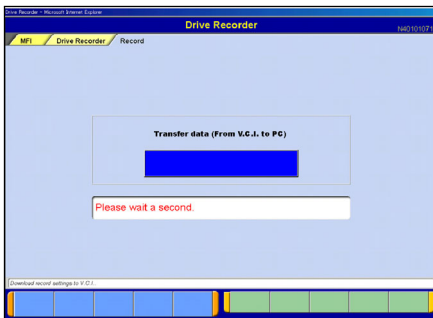 Drive Recorder - Microsoft Internet Explorer
Drive Recorder
N40101071
MFI Drive Recorder Record
Transfer data (From V.C.I. to PC)
Please wait a second.
Download record settings to V.C.I.